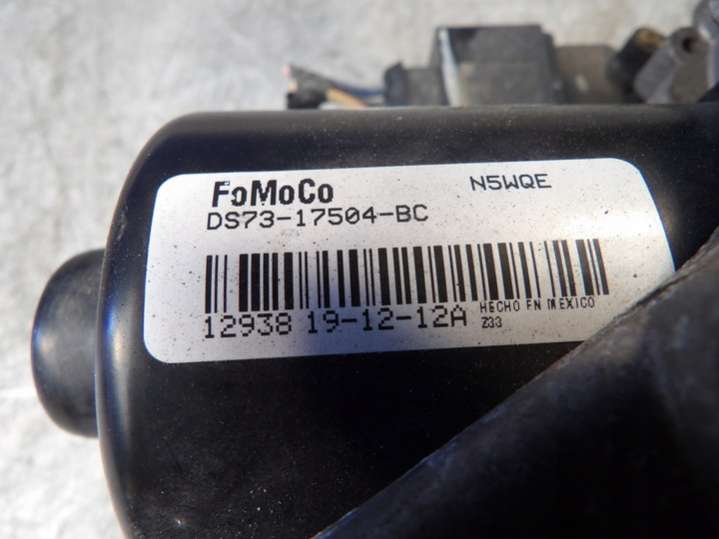 FoMoCo
N5WQE
DS73-17504-BC
12938 19-12-12A
HECHO EN MEXICO
Z33